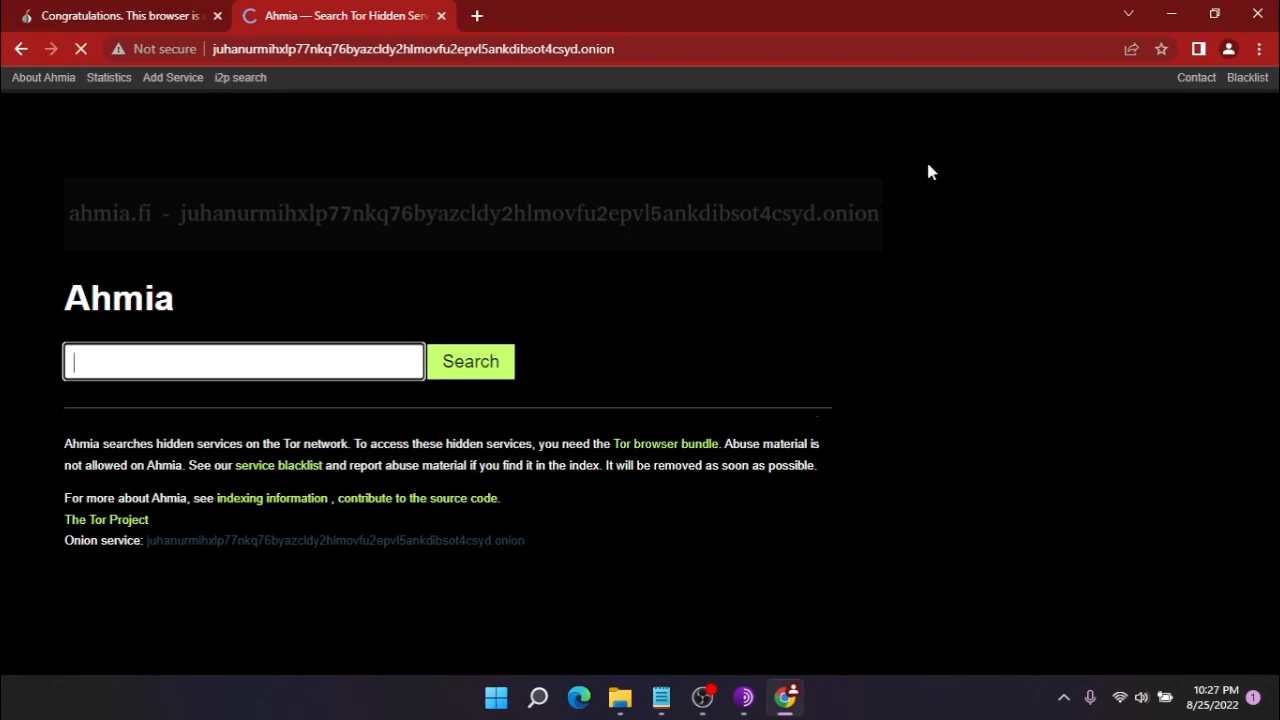 Congratulations. This browser is
Ahmia — Search Tor Hidden Ser
Not secure
juhanurmihxlp77nkq76byazcldy2hlmovfu2epvl5ankdibsot4csyd.onion
About Ahmia Statistics Add Service i2p search
Contact Blacklist
ahmia.fi - juhanurmihxlp77nkq76byazcldy2hlmovfu2epvl5ankdibsot4csyd.onion
Ahmia
Search
Ahmia searches hidden services on the Tor network. To access these hidden services, you need the Tor browser bundle. Abuse material is
not allowed on Ahmia. See our service blacklist and report abuse material if you find it in the index. It will be removed as soon as possible.
For more about Ahmia, see indexing information , contribute to the source code.
The Tor Project
Onion service: juhanurmihxlp77nkq76byazcldy2hlmovfu2epvl5ankdibsot4csyd.onion
10:27 PM
8/25/2022
1